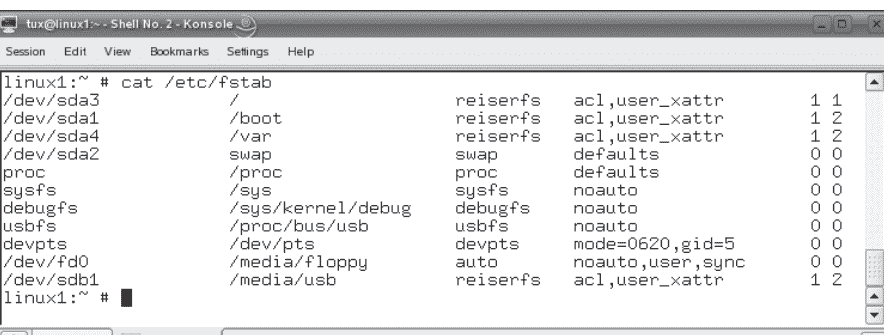 tux@linux1:~ - Shell No. 2 - Konsole
Session Edit View Bookmarks Settings Help
linux1:~ # cat /etc/fstab
/dev/sda3 / reiserfs acl,user_xattr 1 1
/dev/sda1 /boot reiserfs acl,user_xattr 1 2
/dev/sda4 /var reiserfs acl,user_xattr 1 2
/dev/sda2 swap swap defaults 0 0
proc /proc proc defaults 0 0
sysfs /sys sysfs noauto 0 0
debugfs /sys/kernel/debug debugfs noauto 0 0
usbfs /proc/bus/usb usbfs noauto 0 0
devpts /dev/pts devpts mode=0620,gid=5 0 0
/dev/fd0 /media/floppy auto noauto,user,sync 0 0
/dev/sdb1 /media/usb reiserfs acl,user_xattr 1 2
linux1:~ #